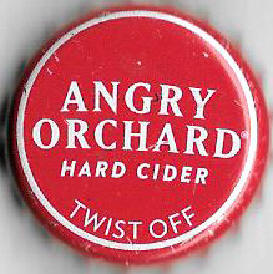 ANGRY
ORCHARD®
HARD CIDER
TWIST OFF